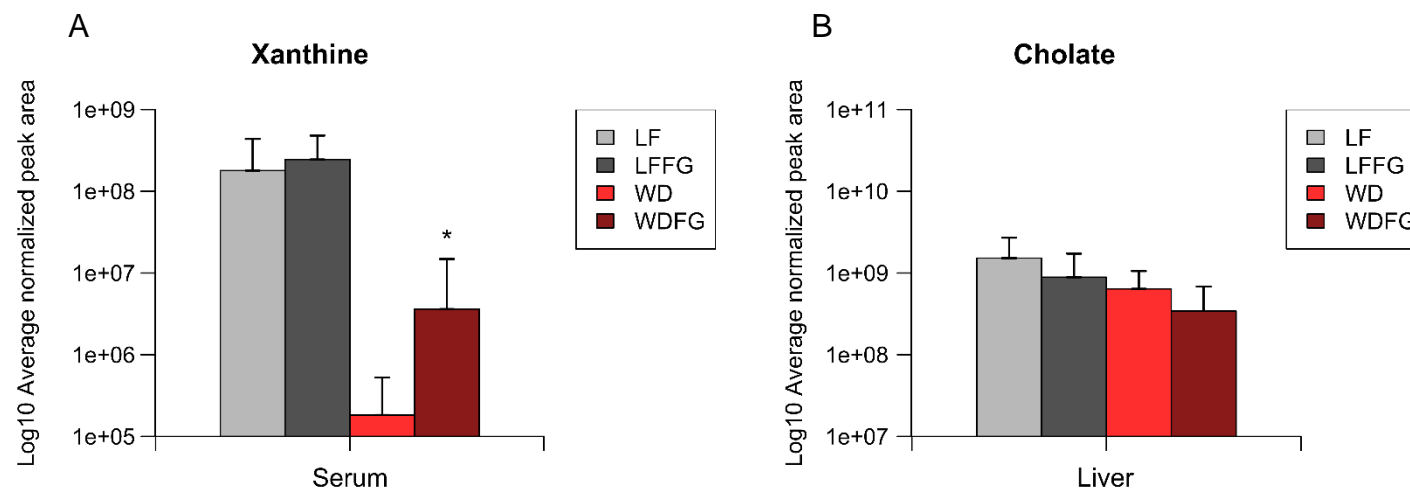 A
Xanthine
Log10 Average normalized peak area
1e+09
1e+08
1e+07
1e+06
1e+05
*
Serum
LF
LFFG
WD
WDFG
B
Cholate
Log10 Average normalized peak area
1e+11
1e+10
1e+09
1e+08
1e+07
Liver
LF
LFFG
WD
WDFG